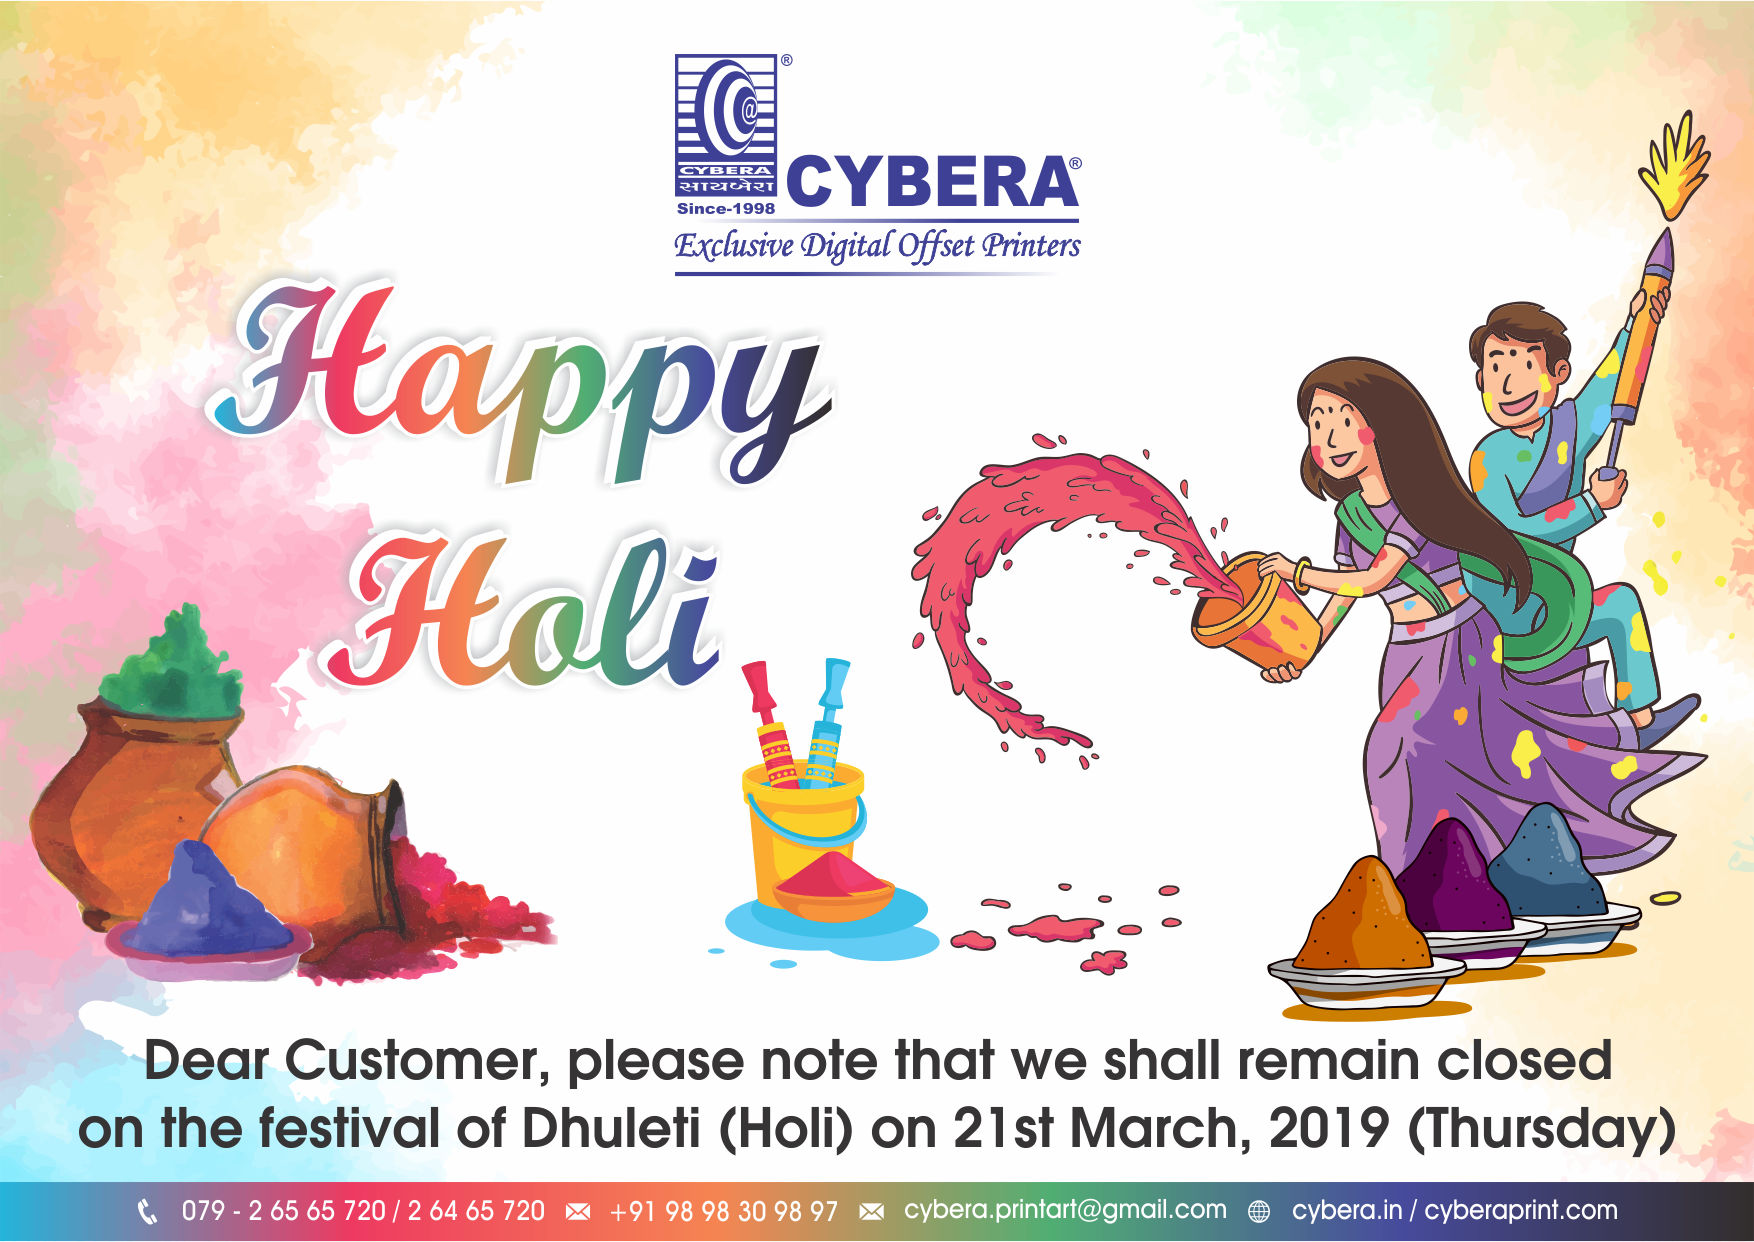 ®
@
CYBERA
સાયબેરા
Since-1998
CYBERA®
Exclusive Digital Offset Printers
Happy
Holi
Dear Customer, please note that we shall remain closed
on the festival of Dhuleti (Holi) on 21st March, 2019 (Thursday)
079 - 2 65 65 720 / 2 64 65 720 +91 98 98 30 98 97 cybera.printart@gmail.com cybera.in / cyberaprint.com